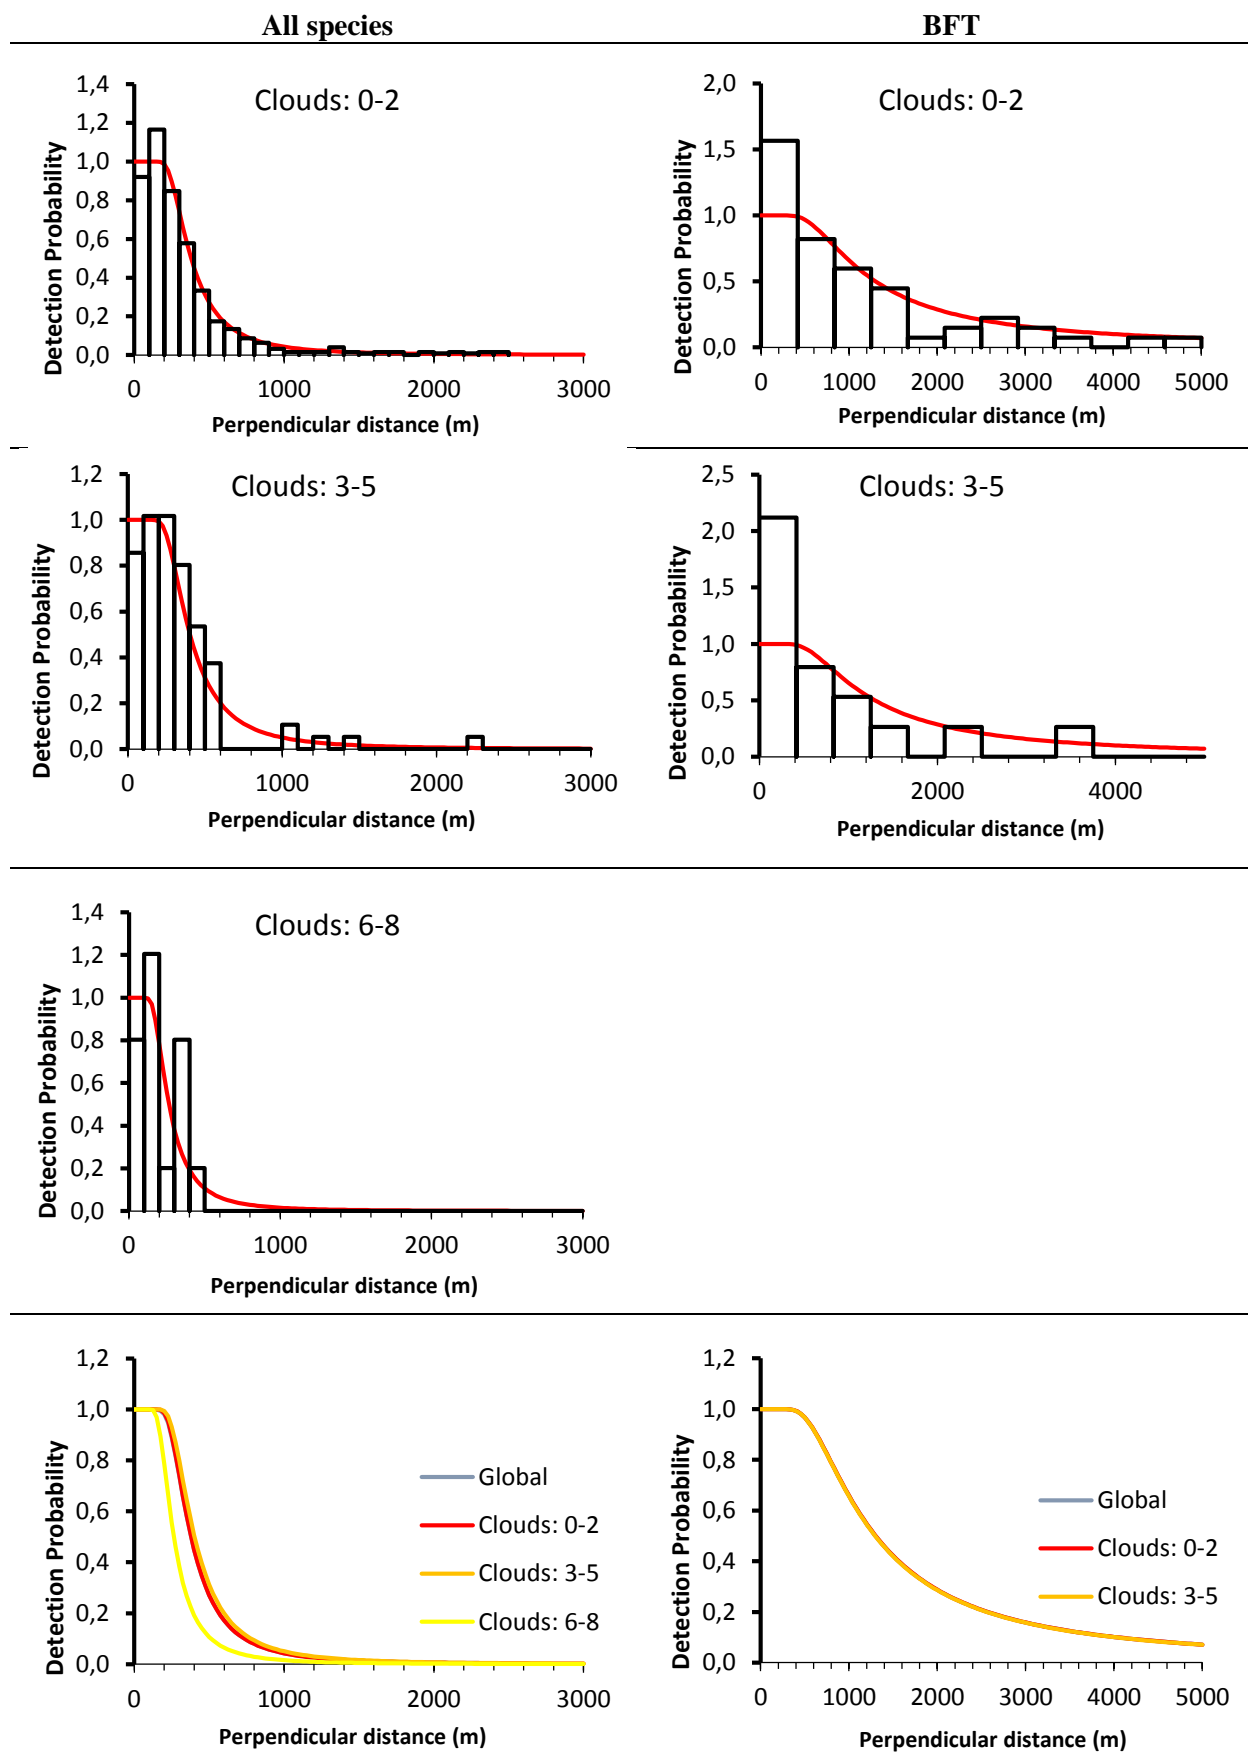 All species
BFT
Clouds: 0-2
Detection Probability
1,4
1,2
1,0
0,8
0,6
0,4
0,2
0,0
0 1000 2000 3000
Perpendicular distance (m)
Clouds: 0-2
Detection Probability
2,0
1,5
1,0
0,5
0,0
0 1000 2000 3000 4000 5000
Perpendicular distance (m)
Clouds: 3-5
Detection Probability
1,2
1,0
0,8
0,6
0,4
0,2
0,0
0 1000 2000 3000
Perpendicular distance (m)
Clouds: 3-5
Detection Probability
2,5
2,0
1,5
1,0
0,5
0,0
0 2000 4000
Perpendicular distance (m)
Clouds: 6-8
Detection Probability
1,4
1,2
1,0
0,8
0,6
0,4
0,2
0,0
0 1000 2000 3000
Perpendicular distance (m)
Detection Probability
1,2
1,0
0,8
0,6
0,4
0,2
0,0
Global
Clouds: 0-2
Clouds: 3-5
Clouds: 6-8
0 1000 2000 3000
Perpendicular distance (m)
Detection Probability
1,2
1,0
0,8
0,6
0,4
0,2
0,0
Global
Clouds: 0-2
Clouds: 3-5
0 1000 2000 3000 4000 5000
Perpendicular distance (m)